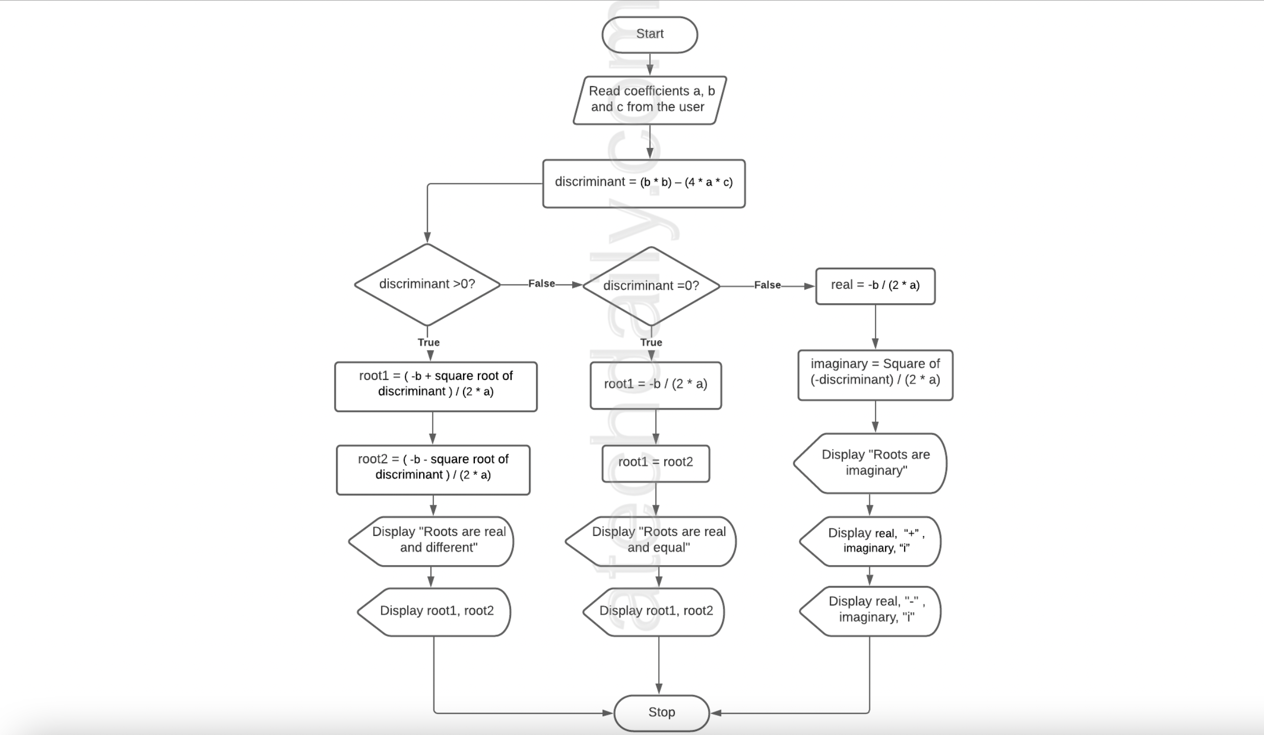 Start
Read coefficients a, b
and c from the user
discriminant = (b * b) – (4 * a * c)
discriminant >0?
False
discriminant =0?
False
real = -b / (2 * a)
True
True
root1 = ( -b + square root of
discriminant ) / (2 * a)
root1 = -b / (2 * a)
imaginary = Square of
(-discriminant) / (2 * a)
root2 = ( -b - square root of
discriminant ) / (2 * a)
root1 = root2
Display "Roots are
imaginary"
Display "Roots are real
and different"
Display "Roots are real
and equal"
Display real, "+" ,
imaginary, "i"
Display root1, root2
Display root1, root2
Display real, "-" ,
imaginary, "i"
Stop
atechdaily.com